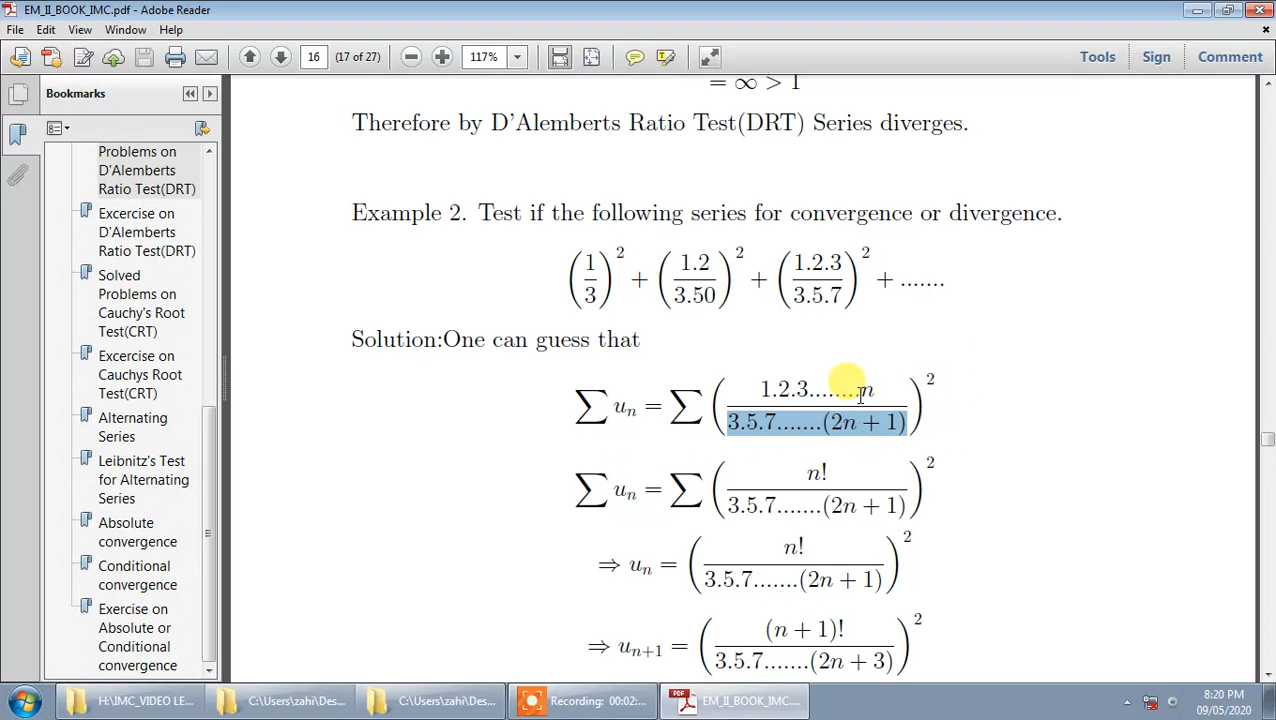 EM_II_BOOK_IMC.pdf - Adobe Reader
File Edit View Window Help
16 (17 of 27) 117% Tools Sign Comment
Bookmarks
Problems on
D'Alemberts
Ratio Test(DRT)
Excercise on
D'Alemberts
Ratio Test(DRT)
Solved
Problems on
Cauchy's Root
Test(CRT)
Excercise on
Cauchys Root
Test(CRT)
Alternating
Series
Leibnitz's Test
for Alternating
Series
Absolute
convergence
Conditional
convergence
Exercise on
Absolute or
Conditional
convergence
= ∞ > 1
Therefore by D'Alemberts Ratio Test(DRT) Series diverges.
Example 2. Test if the following series for convergence or divergence.
(1/3)² + (1.2/3.50)² + (1.2.3/3.5.7)² + .......
Solution:One can guess that
∑ uₙ = ∑ (1.2.3.........n/3.5.7.......(2n + 1))²
∑ uₙ = ∑ (n!/3.5.7.......(2n + 1))²
⇒ uₙ = (n!/3.5.7.......(2n + 1))²
⇒ uₙ₊₁ = ((n + 1)!/3.5.7.......(2n + 3))²
H:\IMC_VIDEO LE... C:\Users\zahi\Des... C:\Users\zahi\Des... Recording: 00:02:... EM_II_BOOK_IMC....
8:20 PM
09/05/2020